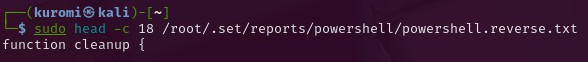 ┌──(kuromi㉿kali)-[~]
└─$ sudo head -c 18 /root/.set/reports/powershell/powershell.reverse.txt
function cleanup {